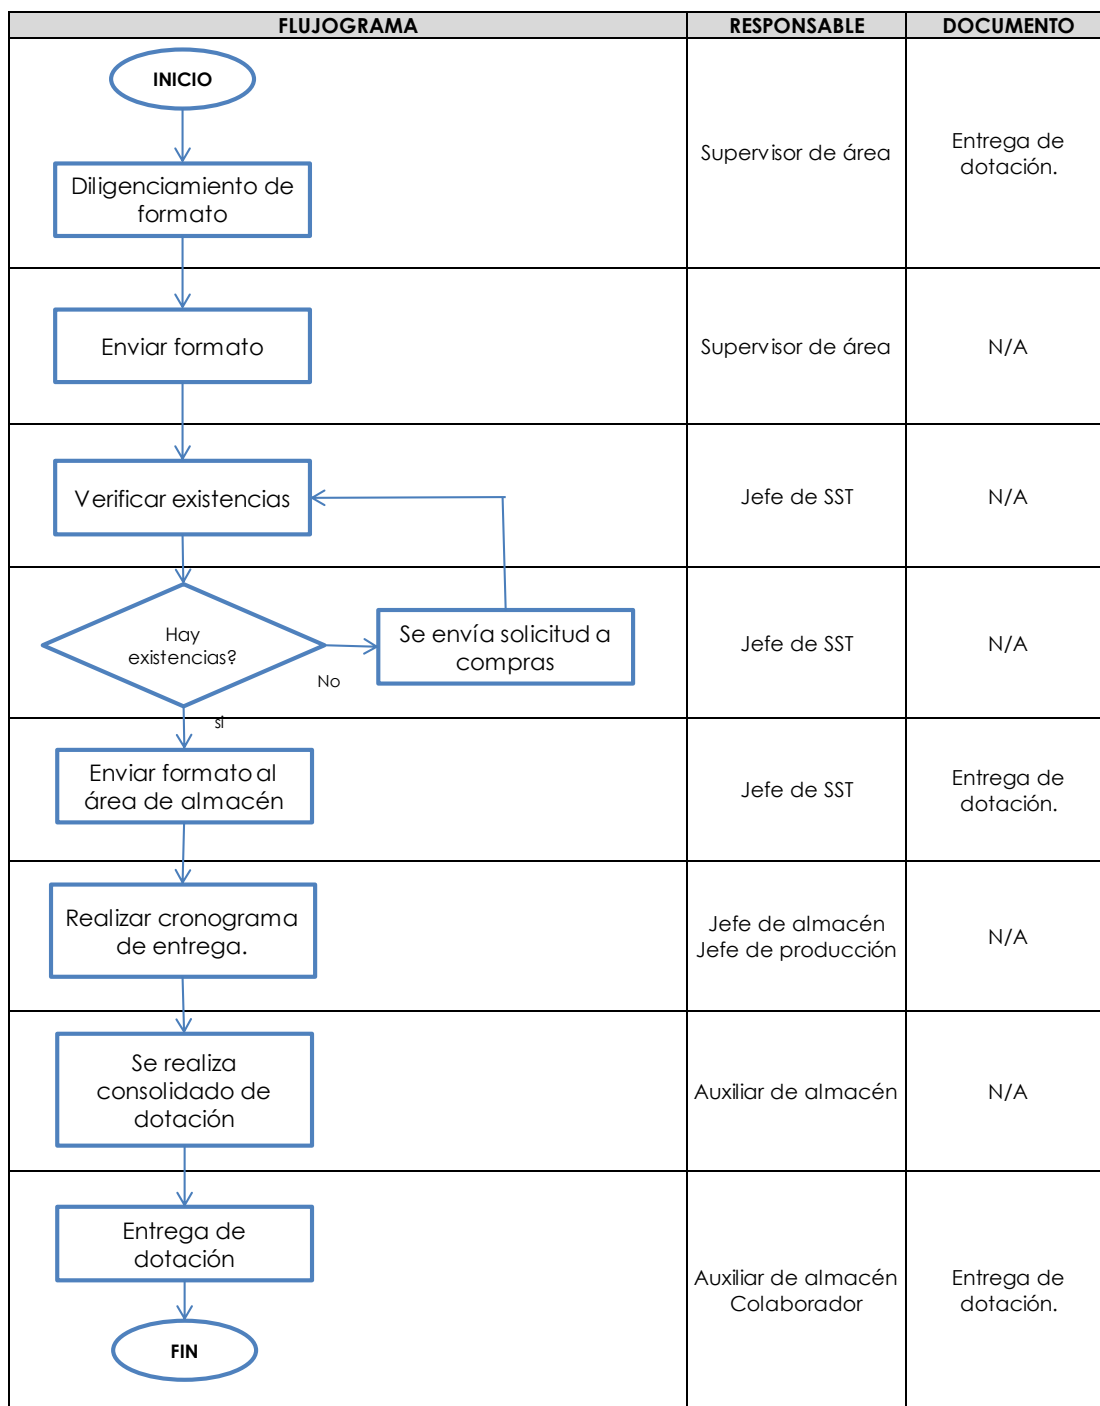 FLUJOGRAMA RESPONSABLE DOCUMENTO
INICIO
Diligenciamiento de
formato
Supervisor de área
Entrega de
dotación.
Enviar formato
Supervisor de área
N/A
Verificar existencias
Jefe de SST
N/A
Hay
existencias?
No
Se envía solicitud a
compras
Jefe de SST
N/A
si
Enviar formato al
área de almacén
Jefe de SST
Entrega de
dotación.
Realizar cronograma
de entrega.
Jefe de almacén
Jefe de producción
N/A
Se realiza
consolidado de
dotación
Auxiliar de almacén
N/A
Entrega de
dotación
Auxiliar de almacén
Colaborador
Entrega de
dotación.
FIN